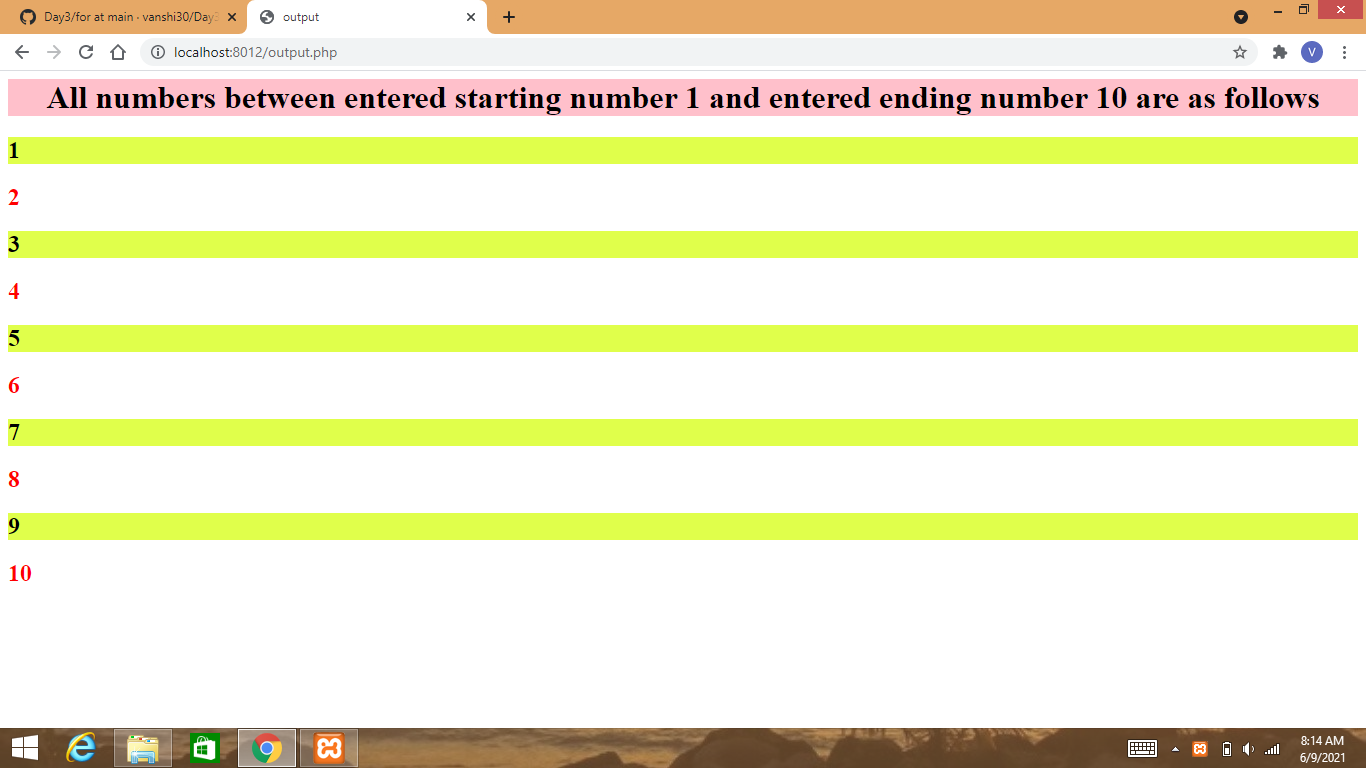 Day3/for at main · vanshi30/Day3
output
localhost:8012/output.php
V
All numbers between entered starting number 1 and entered ending number 10 are as follows
1
2
3
4
5
6
7
8
9
10
8:14 AM
6/9/2021